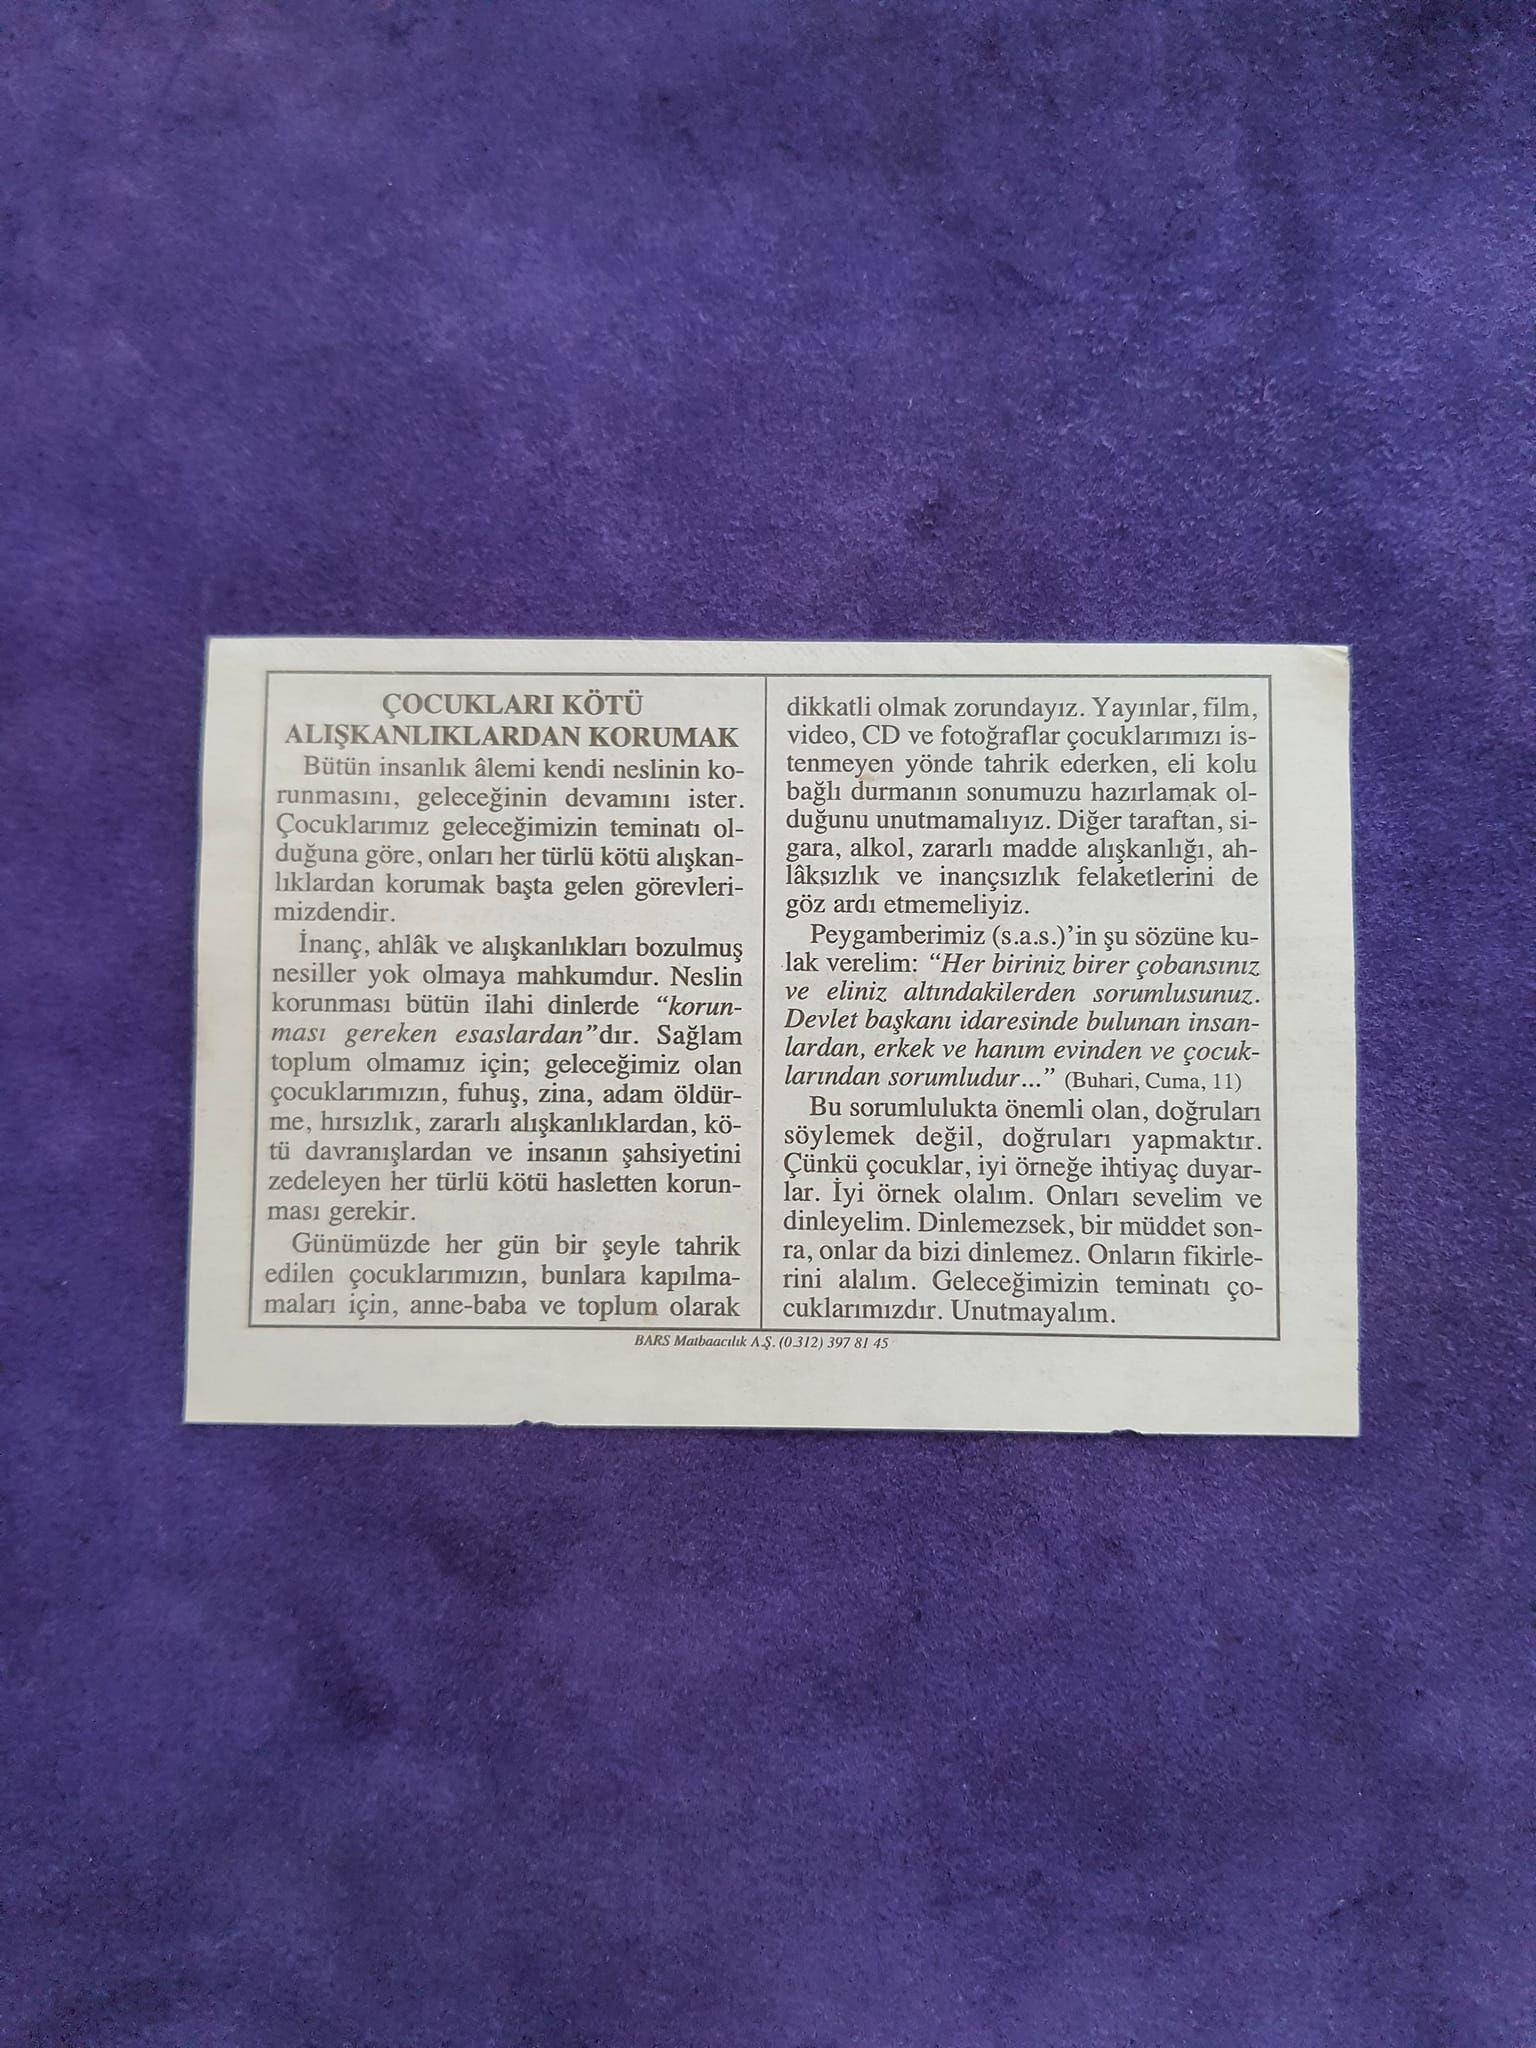 ÇOCUKLARI KÖTÜ
ALIŞKANLIKLARDAN KORUMAK
Bütün insanlık âlemi kendi neslinin ko-
runmasını, geleceğinin devamını ister.
Çocuklarımız geleceğimizin teminatı ol-
duğuna göre, onları her türlü kötü alışkan-
lıklardan korumak başta gelen görevleri-
mizdendir.
İnanç, ahlâk ve alışkanlıkları bozulmuş
nesiller yok olmaya mahkumdur. Neslin
korunması bütün ilahi dinlerde “korun-
ması gereken esaslardan”dır. Sağlam
toplum olmamız için; geleceğimiz olan
çocuklarımızın, fuhuş, zina, adam öldür-
me, hırsızlık, zararlı alışkanlıklardan, kö-
tü davranışlardan ve insanın şahsiyetini
zedeleyen her türlü kötü hasletten korun-
ması gerekir.
Günümüzde her gün bir şeyle tahrik
edilen çocuklarımızın, bunlara kapılma-
maları için, anne-baba ve toplum olarak
dikkatli olmak zorundayız. Yayınlar, film,
video, CD ve fotoğraflar çocuklarımızı is-
tenmeyen yönde tahrik ederken, eli kolu
bağlı durmanın sonumuzu hazırlamak ol-
duğunu unutmamalıyız. Diğer taraftan, si-
gara, alkol, zararlı madde alışkanlığı, ah-
lâksızlık ve inançsızlık felaketlerini de
göz ardı etmemeliyiz.
Peygamberimiz (s.a.s.)’in şu sözüne ku-
lak verelim: “Her biriniz birer çobansınız
ve eliniz altındakilerden sorumlusunuz.
Devlet başkanı idaresinde bulunan insan-
lardan, erkek ve hanım evinden ve çocuk-
larından sorumludur...” (Buhari, Cuma, 11)
Bu sorumlulukta önemli olan, doğruları
söylemek değil, doğruları yapmaktır.
Çünkü çocuklar, iyi örneğe ihtiyaç duyar-
lar. İyi örnek olalım. Onları sevelim ve
dinleyelim. Dinlemezsek, bir müddet son-
ra, onlar da bizi dinlemez. Onların fikirle-
rini alalım. Geleceğimizin teminatı ço-
cuklarımızdır. Unutmayalım.
BARS Matbaacılık A.Ş. (0.312) 397 81 45